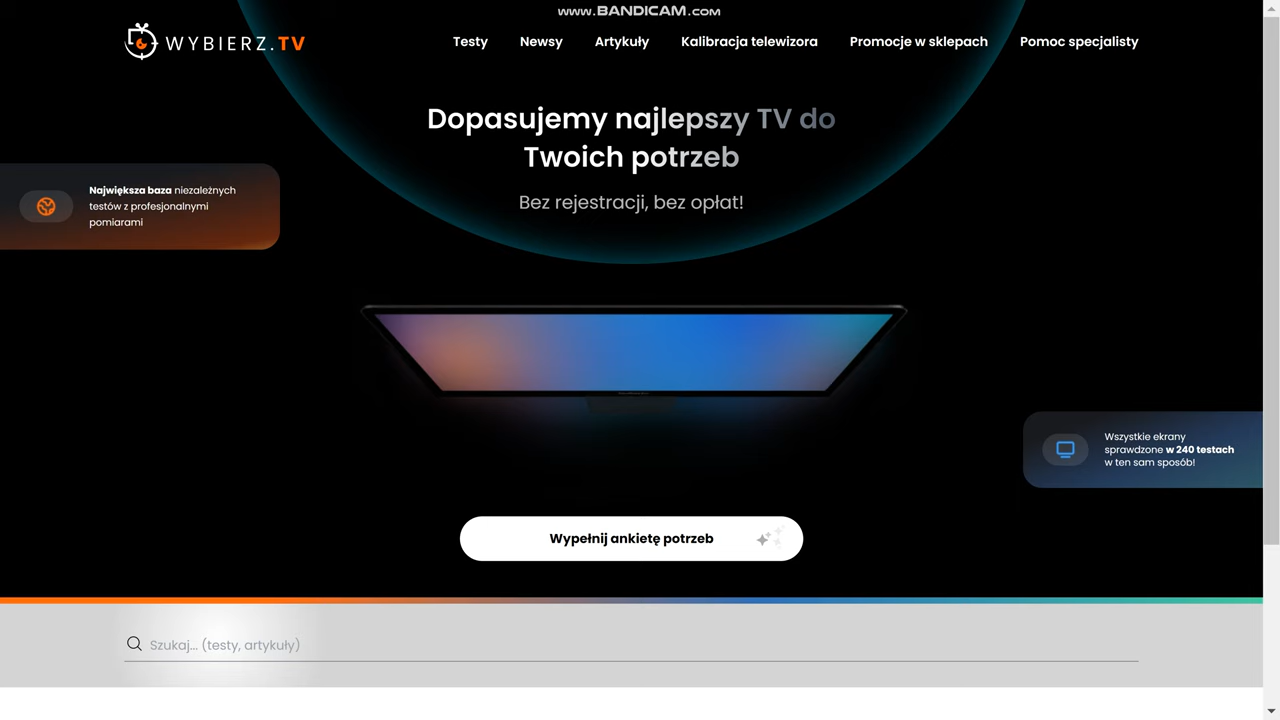 www.BANDICAM.com
WYBIERZ.TV
Testy
Newsy
Artykuły
Kalibracja telewizora
Promocje w sklepach
Pomoc specjalisty
Dopasujemy najlepszy TV do
Twoich potrzeb
Bez rejestracji, bez opłat!
Największa baza niezależnych
testów z profesjonalnymi
pomiarami
Wszystkie ekrany
sprawdzone w 240 testach
w ten sam sposób!
Wypełnij ankietę potrzeb
Szukaj... (testy, artykuły)